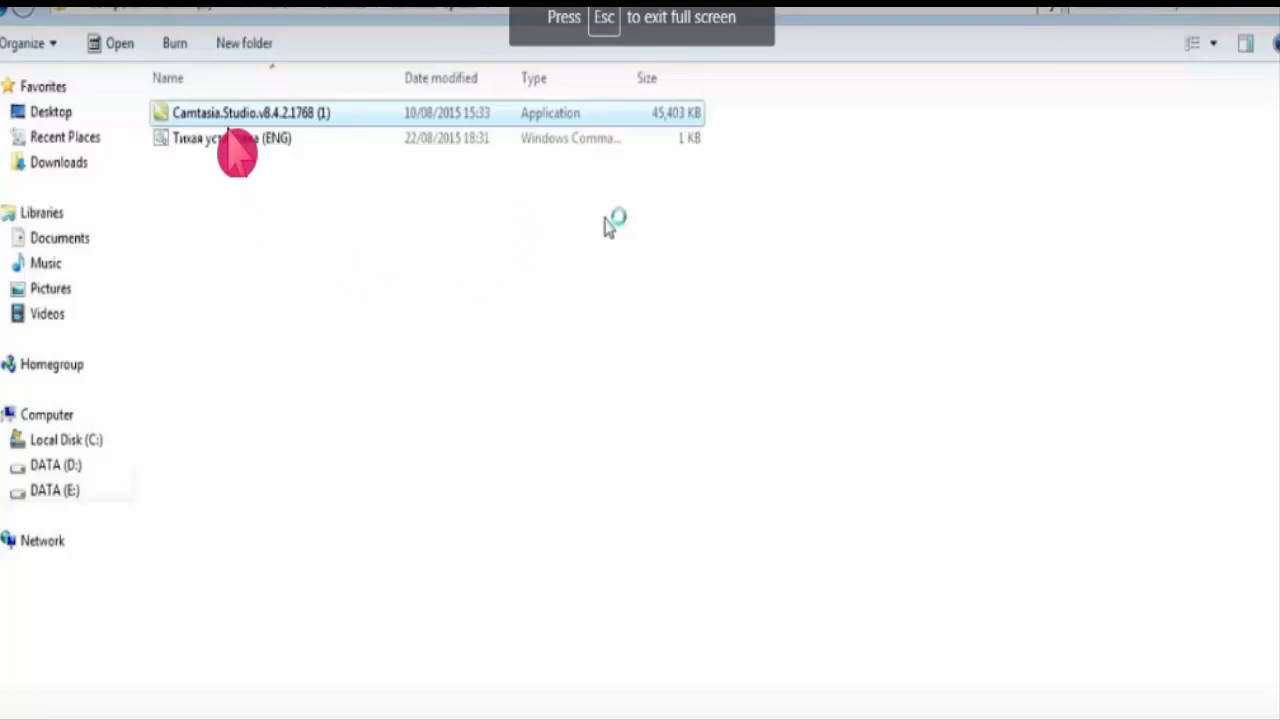 Press Esc to exit full screen
Organize Open Burn New folder
Name Date modified Type Size
Favorites
Desktop
Recent Places
Downloads
Libraries
Documents
Music
Pictures
Videos
Homegroup
Computer
Local Disk (C:)
DATA (D:)
DATA (E:)
Network
Camtasia.Studio.v8.4.2.1768 (1) 10/08/2015 15:33 Application 45,403 KB
Тихая (ENG) 22/08/2015 18:31 Windows Comma... 1 KB